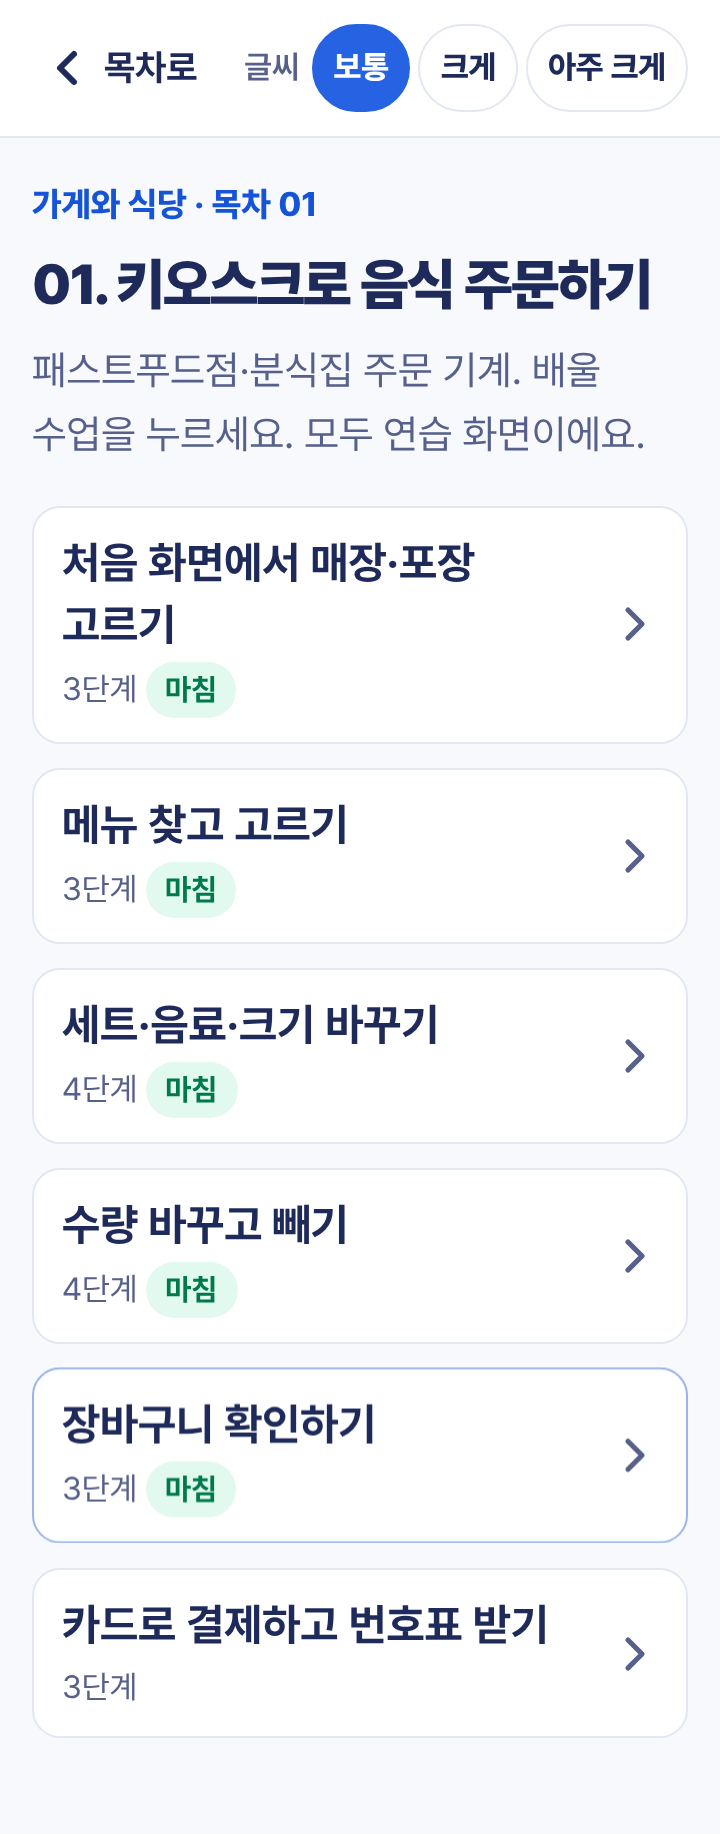 목차로 글씨 보통 크게 아주 크게
가게와 식당 · 목차 01
01. 키오스크로 음식 주문하기
패스트푸드점·분식집 주문 기계. 배울
수업을 누르세요. 모두 연습 화면이에요.
처음 화면에서 매장·포장
고르기
3단계 마침
메뉴 찾고 고르기
3단계 마침
세트·음료·크기 바꾸기
4단계 마침
수량 바꾸고 빼기
4단계 마침
장바구니 확인하기
3단계 마침
카드로 결제하고 번호표 받기
3단계